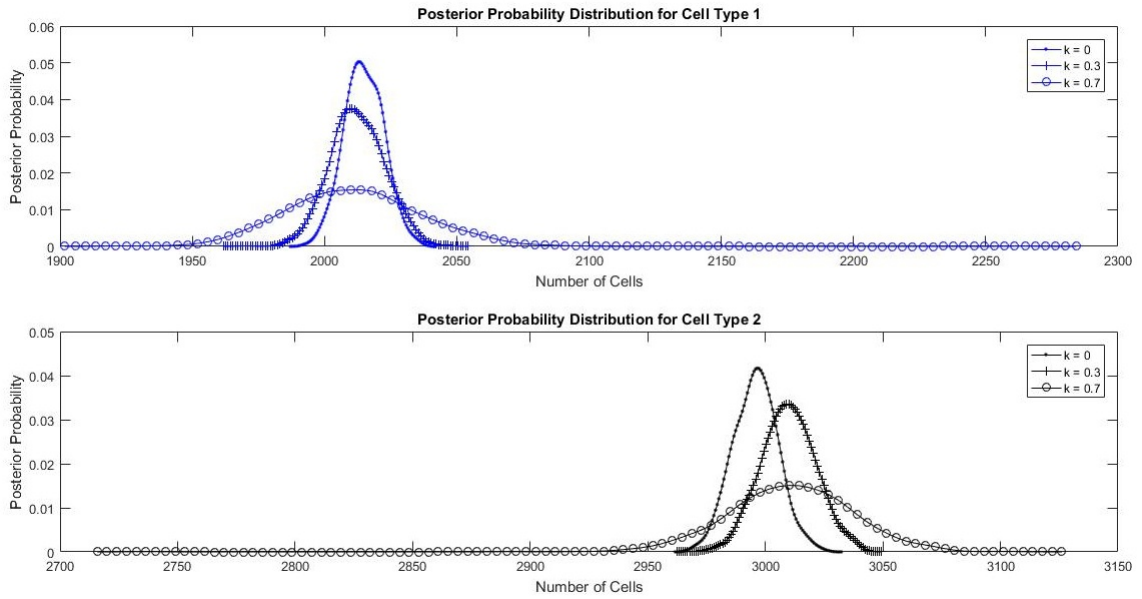 Posterior Probability Distribution for Cell Type 1
0.06
0.05
0.04
0.03
0.02
0.01
0
Posterior Probability
k = 0
k = 0.3
k = 0.7
1900 1950 2000 2050 2100 2150 2200 2250 2300
Number of Cells
Posterior Probability Distribution for Cell Type 2
0.05
0.04
0.03
0.02
0.01
0
Posterior Probability
k = 0
k = 0.3
k = 0.7
2700 2750 2800 2850 2900 2950 3000 3050 3100 3150
Number of Cells